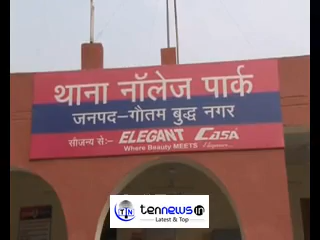 थाना नॉलेज पार्क
जनपद-गौतम बुद्ध नगर
सौजन्य से:- ELEGANT CASA
Where Beauty MEETS
tennews.in
Latest & Top